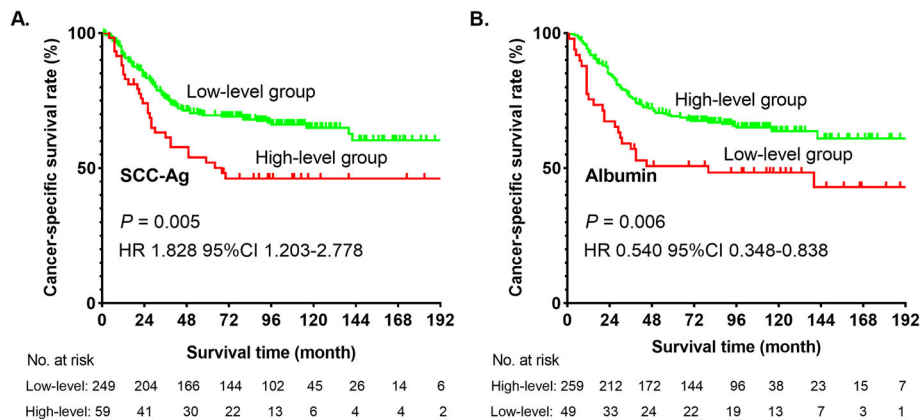 A.
Cancer-specific survival rate (%)
100
50
0
Low-level group
High-level group
SCC-Ag
P = 0.005
HR 1.828 95%CI 1.203-2.778
0 24 48 72 96 120 144 168 192
Survival time (month)
No. at risk
Low-level: 249 204 166 144 102 45 26 14 6
High-level: 59 41 30 22 13 6 4 4 2
B.
Cancer-specific survival rate (%)
100
50
0
High-level group
Low-level group
Albumin
P = 0.006
HR 0.540 95%CI 0.348-0.838
0 24 48 72 96 120 144 168 192
Survival time (month)
No. at risk
High-level: 259 212 172 144 96 38 23 15 7
Low-level: 49 33 24 22 19 13 7 3 1